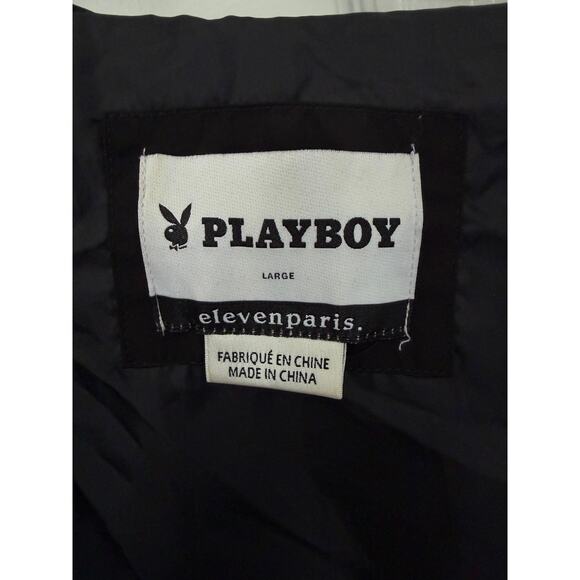 PLAYBOY
LARGE
elevenparis.
FABRIQUÉ EN CHINE
MADE IN CHINA